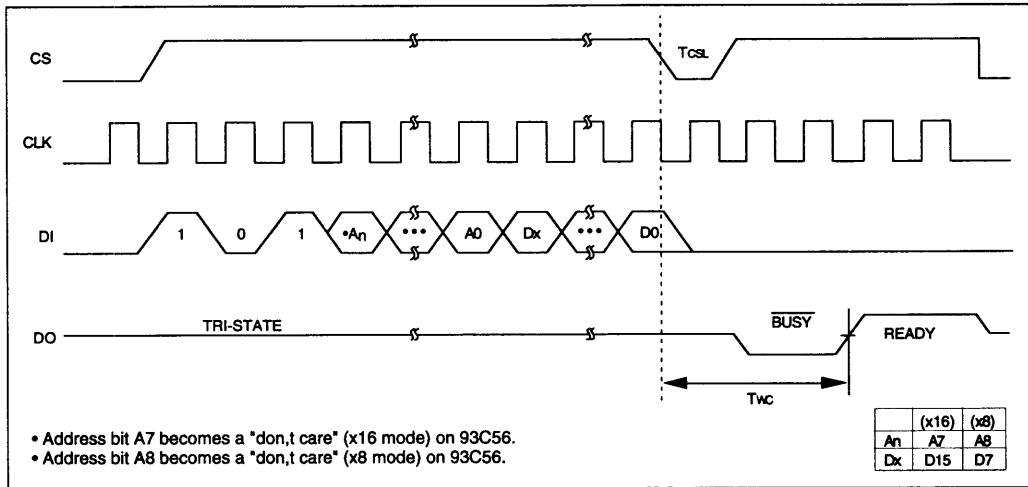 CS
TCSL
CLK
DI
1 0 1 •An ••• A0 Dx ••• D0
DO
TRI-STATE
BUSY
READY
TWC
• Address bit A7 becomes a "don,t care" (x16 mode) on 93C56.
• Address bit A8 becomes a "don,t care" (x8 mode) on 93C56.
(x16) (x8)
An A7 A8
Dx D15 D7